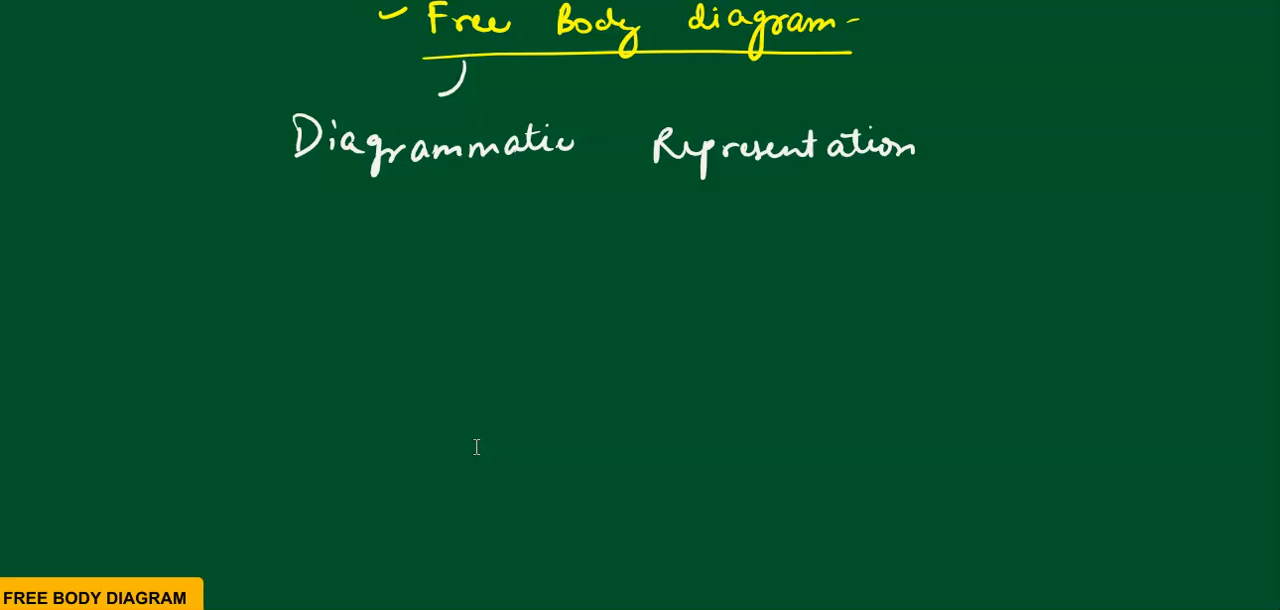 Free Body diagram -
Diagrammatic Representation
FREE BODY DIAGRAM